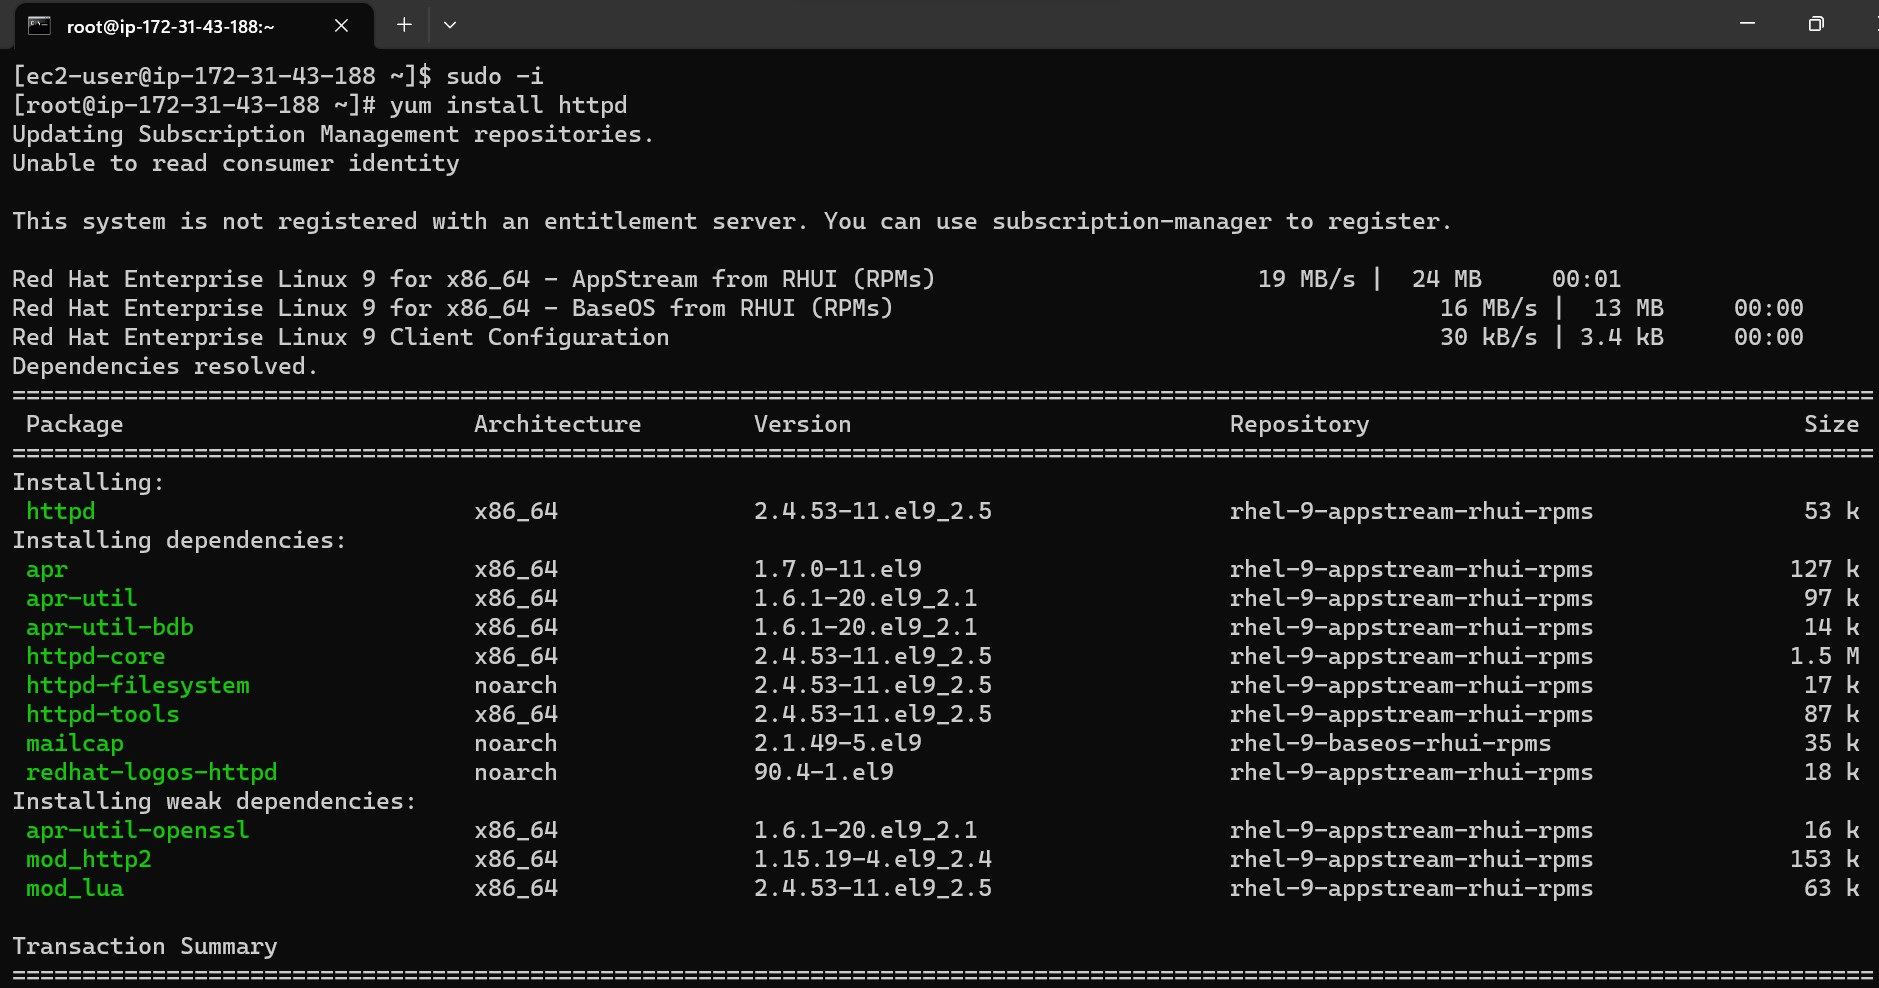 root@ip-172-31-43-188:~
[ec2-user@ip-172-31-43-188 ~]$ sudo -i
[root@ip-172-31-43-188 ~]# yum install httpd
Updating Subscription Management repositories.
Unable to read consumer identity
This system is not registered with an entitlement server. You can use subscription-manager to register.
Red Hat Enterprise Linux 9 for x86_64 - AppStream from RHUI (RPMs) 19 MB/s | 24 MB 00:01
Red Hat Enterprise Linux 9 for x86_64 - BaseOS from RHUI (RPMs) 16 MB/s | 13 MB 00:00
Red Hat Enterprise Linux 9 Client Configuration 30 kB/s | 3.4 kB 00:00
Dependencies resolved.
Package Architecture Version Repository Size
Installing:
httpd x86_64 2.4.53-11.el9_2.5 rhel-9-appstream-rhui-rpms 53 k
Installing dependencies:
apr x86_64 1.7.0-11.el9 rhel-9-appstream-rhui-rpms 127 k
apr-util x86_64 1.6.1-20.el9_2.1 rhel-9-appstream-rhui-rpms 97 k
apr-util-bdb x86_64 1.6.1-20.el9_2.1 rhel-9-appstream-rhui-rpms 14 k
httpd-core x86_64 2.4.53-11.el9_2.5 rhel-9-appstream-rhui-rpms 1.5 M
httpd-filesystem noarch 2.4.53-11.el9_2.5 rhel-9-appstream-rhui-rpms 17 k
httpd-tools x86_64 2.4.53-11.el9_2.5 rhel-9-appstream-rhui-rpms 87 k
mailcap noarch 2.1.49-5.el9 rhel-9-baseos-rhui-rpms 35 k
redhat-logos-httpd noarch 90.4-1.el9 rhel-9-appstream-rhui-rpms 18 k
Installing weak dependencies:
apr-util-openssl x86_64 1.6.1-20.el9_2.1 rhel-9-appstream-rhui-rpms 16 k
mod_http2 x86_64 1.15.19-4.el9_2.4 rhel-9-appstream-rhui-rpms 153 k
mod_lua x86_64 2.4.53-11.el9_2.5 rhel-9-appstream-rhui-rpms 63 k
Transaction Summary